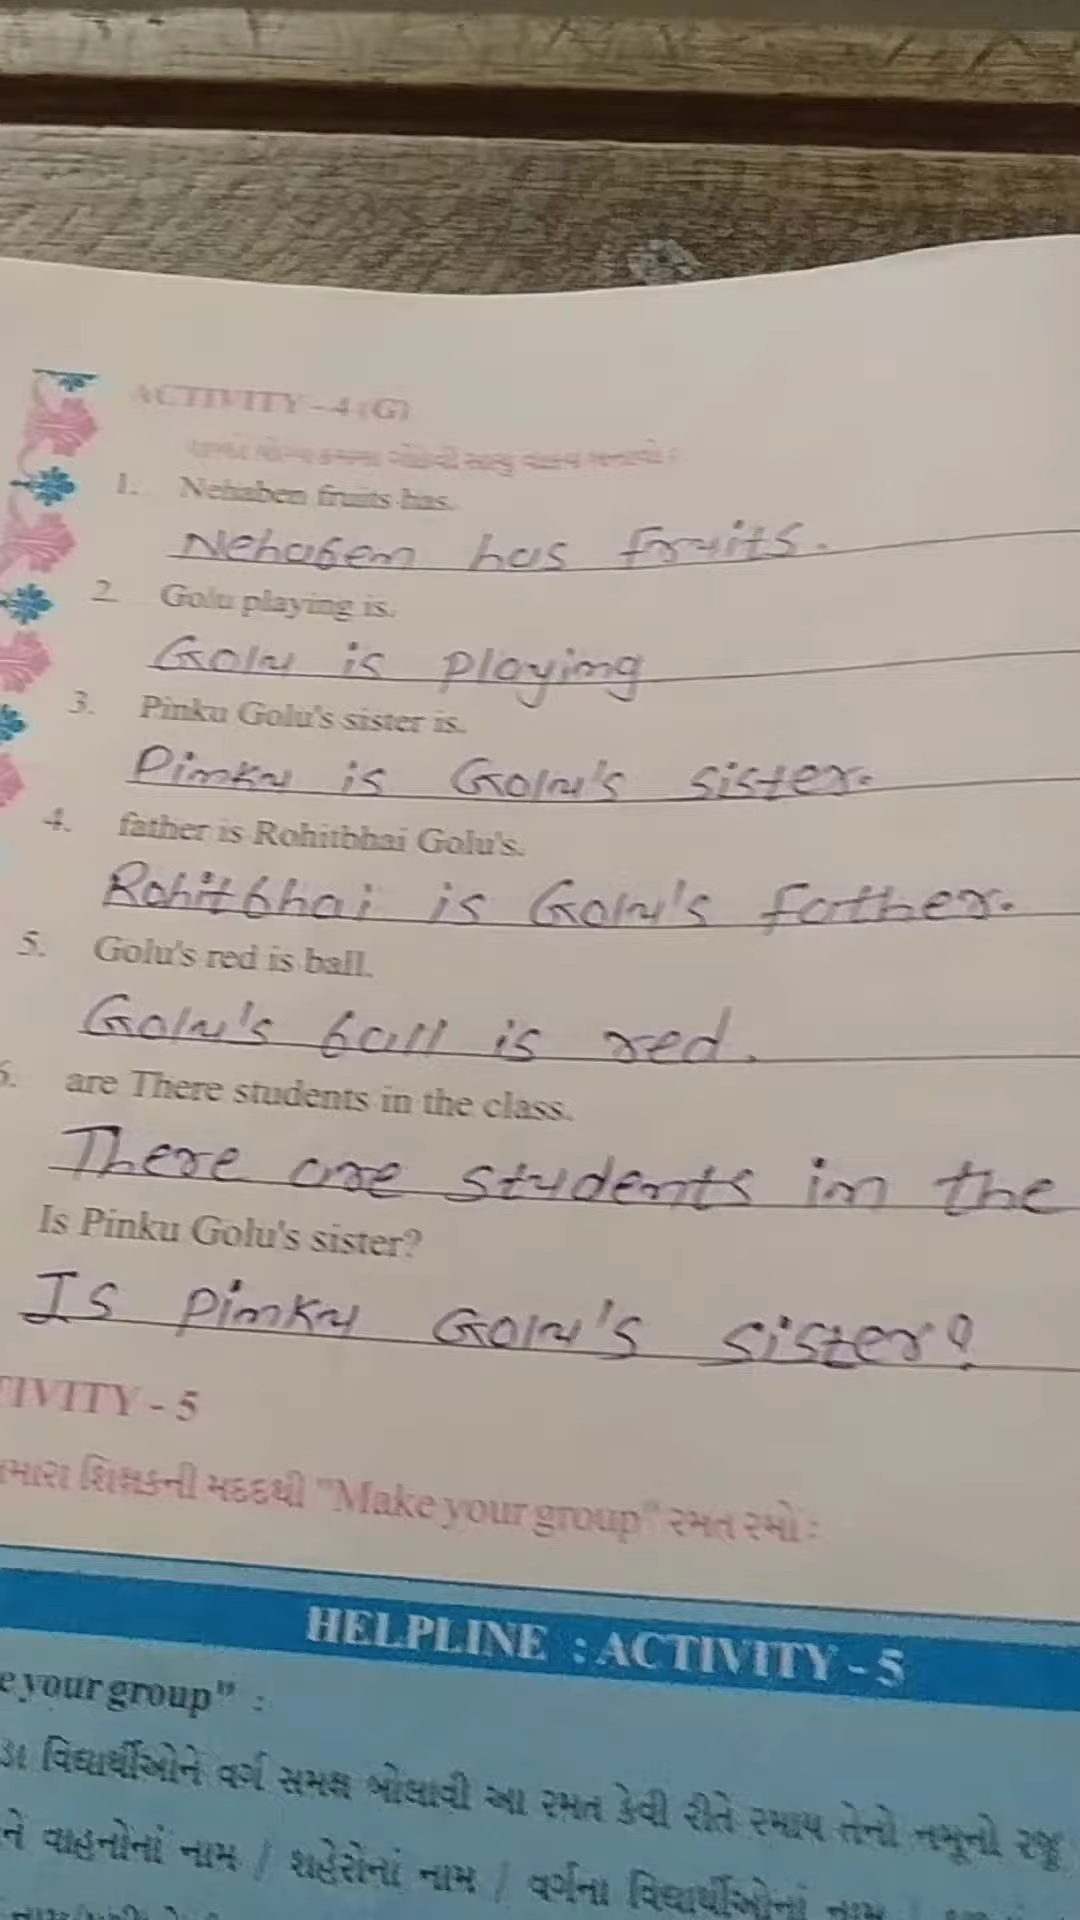 ACTIVITY - 4 (G)
1. Nehaben fruits has.
Nehaben has fruits.
2. Golu playing is.
Golu is playing
3. Pinku Golu's sister is.
Pinku is Golu's sister.
4. father is Rohitbhai Golu's.
Rohitbhai is Golu's father.
5. Golu's red is ball.
Golu's ball is red.
6. are There students in the class.
There are students in the
Is Pinku Golu's sister?
Is Pinku Golu's sister?
TIVITY - 5
મારા શિક્ષકની મદદથી "Make your group" રમત રમો :
HELPLINE : ACTIVITY - 5
e your group" :
વિદ્યાર્થીઓને વર્ગ સમક્ષ બોલાવી આ રમત કેવી રીતે રમાય તેનો નમૂનો રજૂ
ને વાહનોનાં નામ / શહેરોનાં નામ / વર્ગના વિદ્યાર્થીઓનાં નામ /